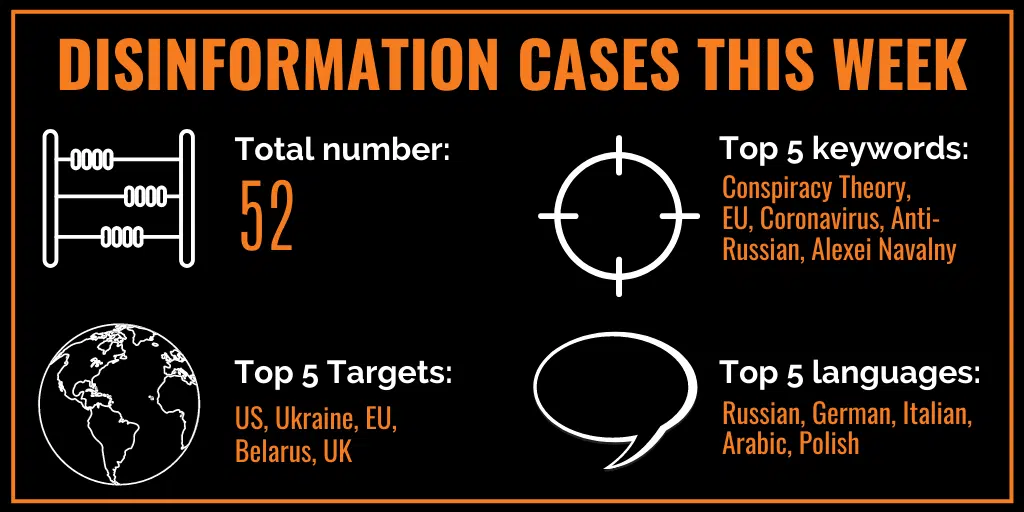 DISINFORMATION CASES THIS WEEK
Total number:
52
Top 5 keywords:
Conspiracy Theory,
EU, Coronavirus, Anti-
Russian, Alexei Navalny
Top 5 Targets:
US, Ukraine, EU,
Belarus, UK
Top 5 languages:
Russian, German, Italian,
Arabic, Polish